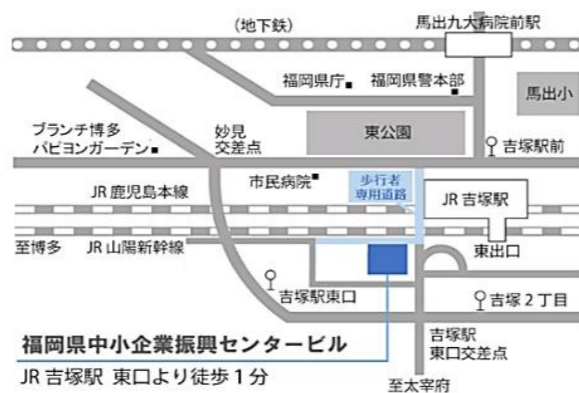 （地下鉄）
馬出九大病院前駅
福岡県庁
福岡県警本部
馬出小
ブランチ博多
パピヨンガーデン
妙見
交差点
東公園
吉塚駅前
市民病院
歩行者
専用道路
JR 鹿児島本線
JR 吉塚駅
至博多
JR 山陽新幹線
東出口
吉塚駅東口
吉塚２丁目
福岡県中小企業振興センタービル
吉塚駅
東口交差点
JR 吉塚駅 東口より徒歩 1 分
至太宰府